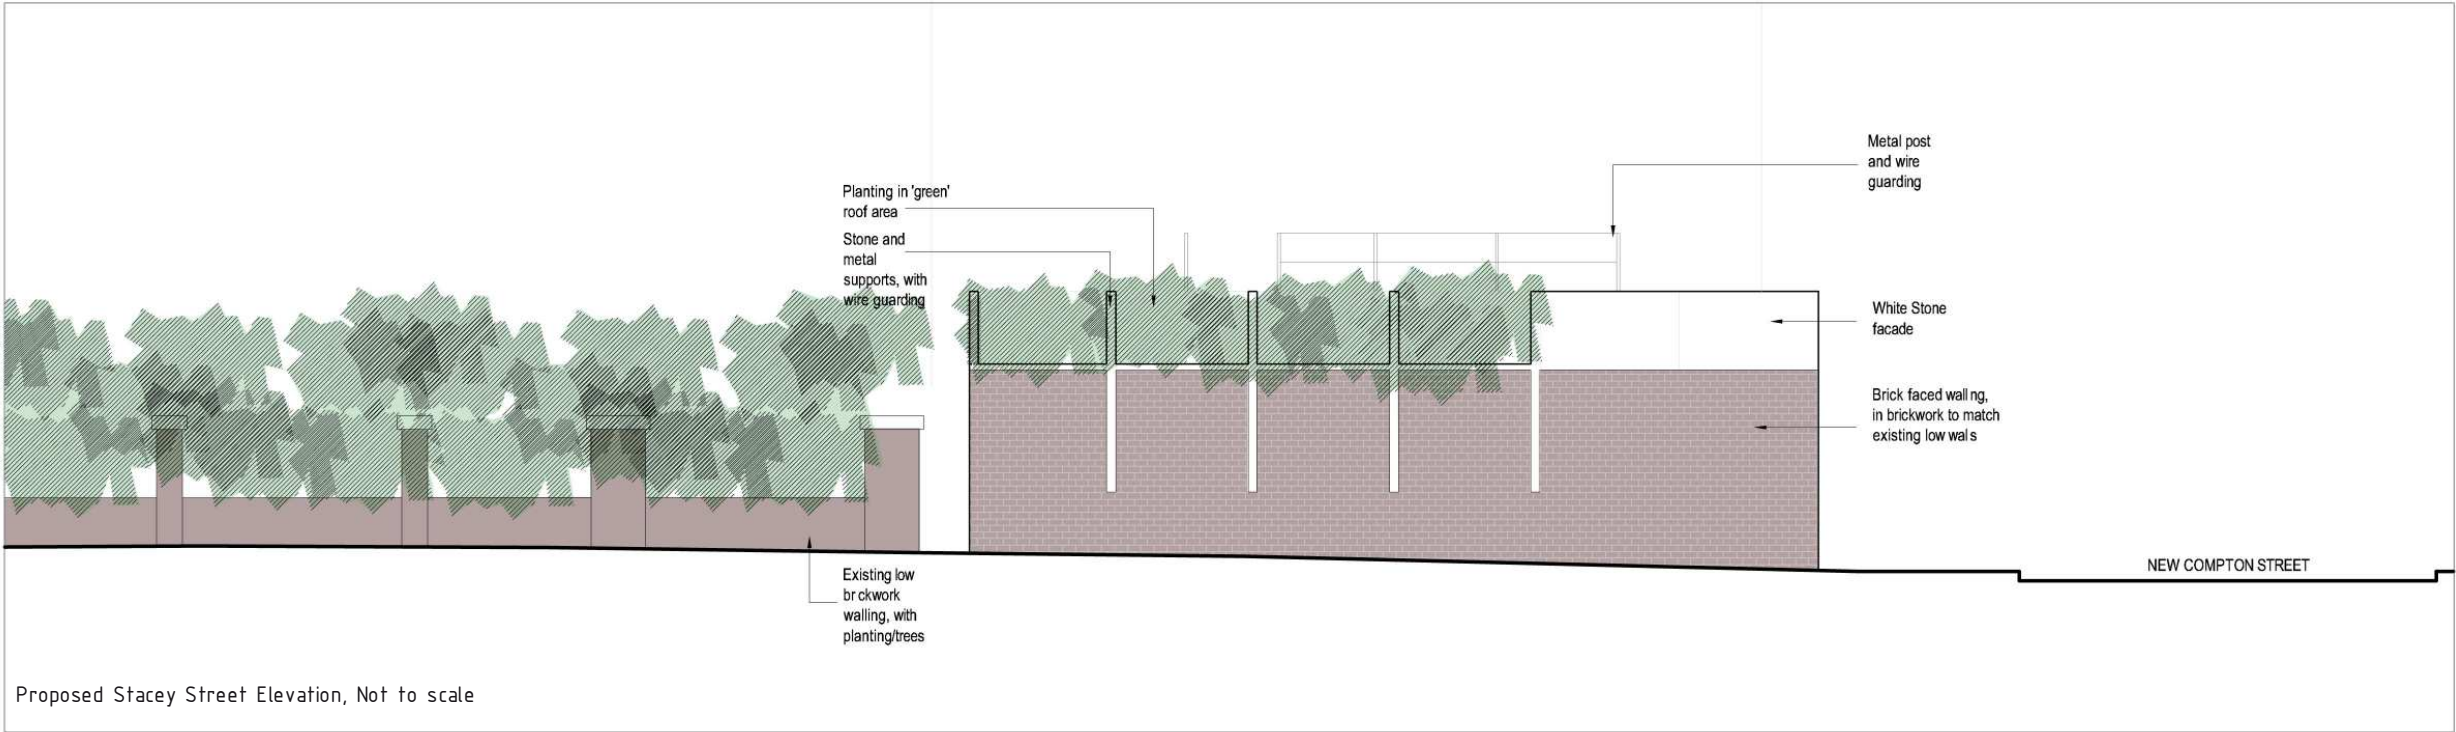 Metal post
and wire
guarding
Planting in 'green'
roof area
Stone and
metal
supports, with
wire guarding
White Stone
facade
Brick faced wall ng,
in brickwork to match
existing low wal s
NEW COMPTON STREET
Existing low
br ckwork
walling, with
planting/trees
Proposed Stacey Street Elevation, Not to scale